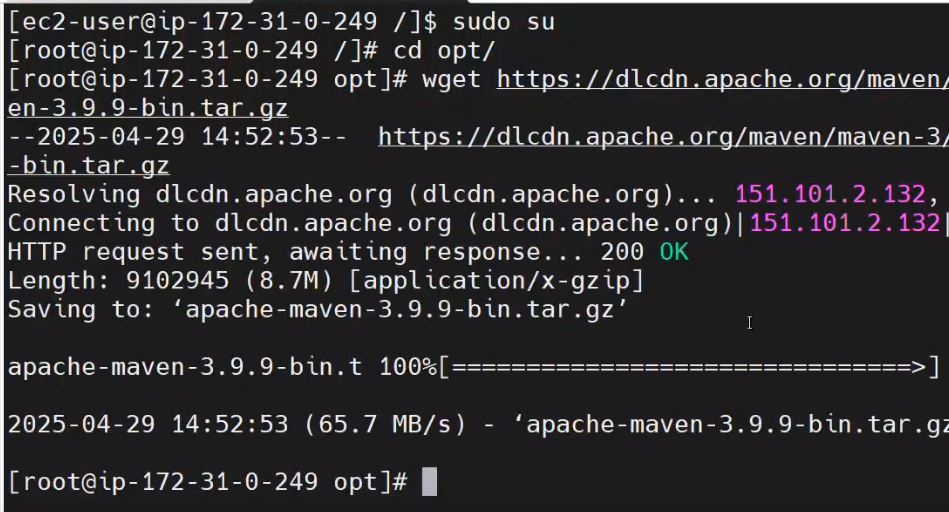 [ec2-user@ip-172-31-0-249 /]$ sudo su
[root@ip-172-31-0-249 /]# cd opt/
[root@ip-172-31-0-249 opt]# wget https://dlcdn.apache.org/maven/
en-3.9.9-bin.tar.gz
--2025-04-29 14:52:53--  https://dlcdn.apache.org/maven/maven-3/
-bin.tar.gz
Resolving dlcdn.apache.org (dlcdn.apache.org)... 151.101.2.132,
Connecting to dlcdn.apache.org (dlcdn.apache.org)|151.101.2.132|
HTTP request sent, awaiting response... 200 OK
Length: 9102945 (8.7M) [application/x-gzip]
Saving to: ‘apache-maven-3.9.9-bin.tar.gz’
apache-maven-3.9.9-bin.t 100%[===============================>]
2025-04-29 14:52:53 (65.7 MB/s) - ‘apache-maven-3.9.9-bin.tar.gz
[root@ip-172-31-0-249 opt]#